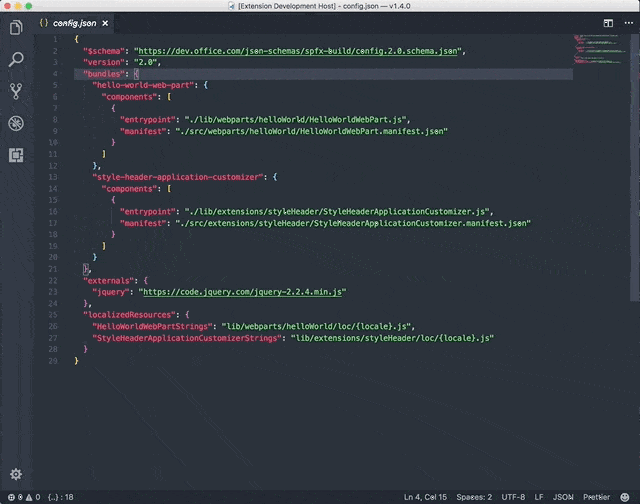 [Extension Development Host] - config.json — v1.4.0
{ } config.json ×
1 {
2 "$schema": "https://dev.office.com/json-schemas/spfx-build/config.2.0.schema.json",
3 "version": "2.0",
4 "bundles": {
5 "hello-world-web-part": {
6 "components": [
7 {
8 "entrypoint": "./lib/webparts/helloWorld/HelloWorldWebPart.js",
9 "manifest": "./src/webparts/helloWorld/HelloWorldWebPart.manifest.json"
10 }
11 ]
12 },
13 "style-header-application-customizer": {
14 "components": [
15 {
16 "entrypoint": "./lib/extensions/styleHeader/StyleHeaderApplicationCustomizer.js",
17 "manifest": "./src/extensions/styleHeader/StyleHeaderApplicationCustomizer.manifest.json"
18 }
19 ]
20 }
21 },
22 "externals": {
23 "jquery": "https://code.jquery.com/jquery-2.2.4.min.js"
24 },
25 "localizedResources": {
26 "HelloWorldWebPartStrings": "lib/webparts/helloWorld/loc/{locale}.js",
27 "StyleHeaderApplicationCustomizerStrings": "lib/extensions/styleHeader/loc/{locale}.js"
28 }
29 }
0 0 {..} : 18 Ln 4, Col 15 Spaces: 2 UTF-8 LF JSON Prettier